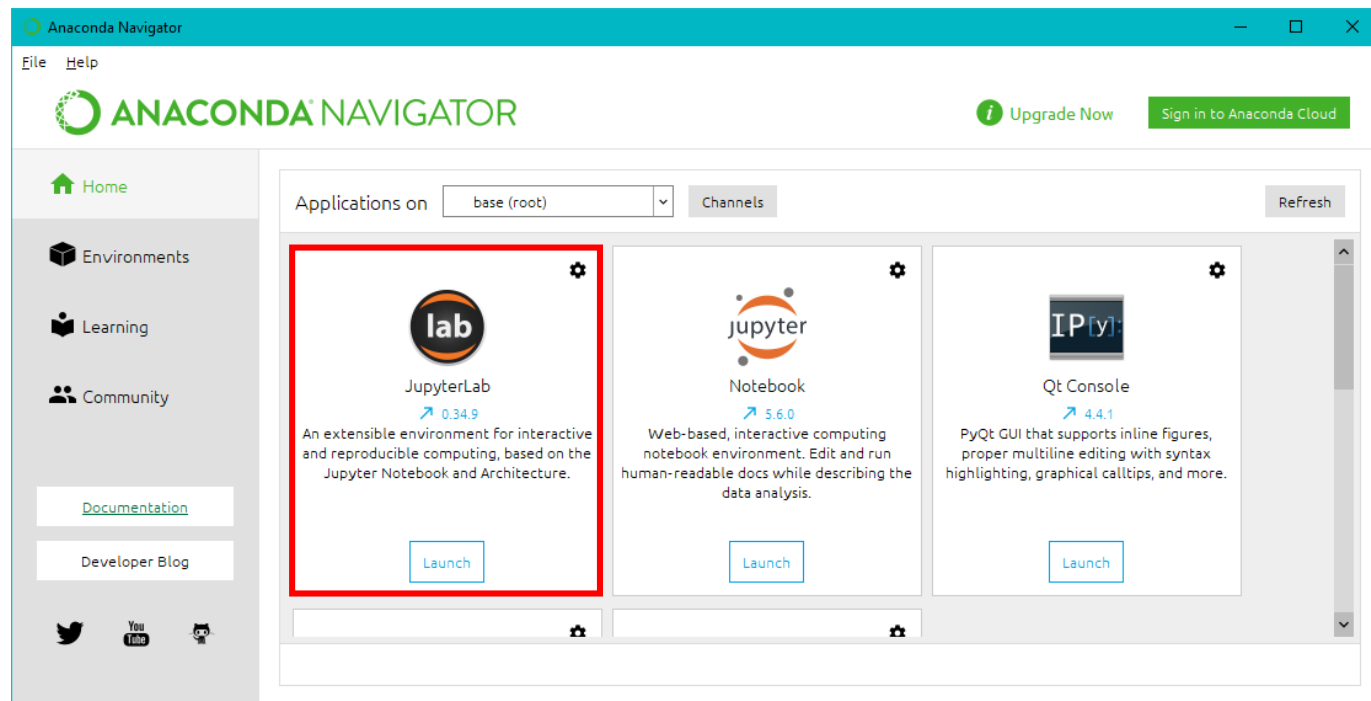 Anaconda Navigator
File Help
ANACONDA NAVIGATOR
i Upgrade Now
Sign in to Anaconda Cloud
Home
Environments
Learning
Community
Documentation
Developer Blog
You
Tube
Applications on base (root) Channels Refresh
lab
JupyterLab
0.34.9
An extensible environment for interactive
and reproducible computing, based on the
Jupyter Notebook and Architecture.
Launch
jupyter
Notebook
5.6.0
Web-based, interactive computing
notebook environment. Edit and run
human-readable docs while describing the
data analysis.
Launch
IP[y]:
Qt Console
4.4.1
PyQt GUI that supports inline figures,
proper multiline editing with syntax
highlighting, graphical calltips, and more.
Launch